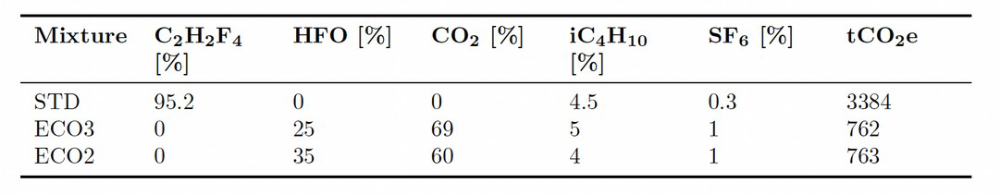 Mixture C₂H₂F₄ HFO [%] CO₂ [%] iC₄H₁₀ SF₆ [%] tCO₂e
[%] [%]
STD 95.2 0 0 4.5 0.3 3384
ECO3 0 25 69 5 1 762
ECO2 0 35 60 4 1 763